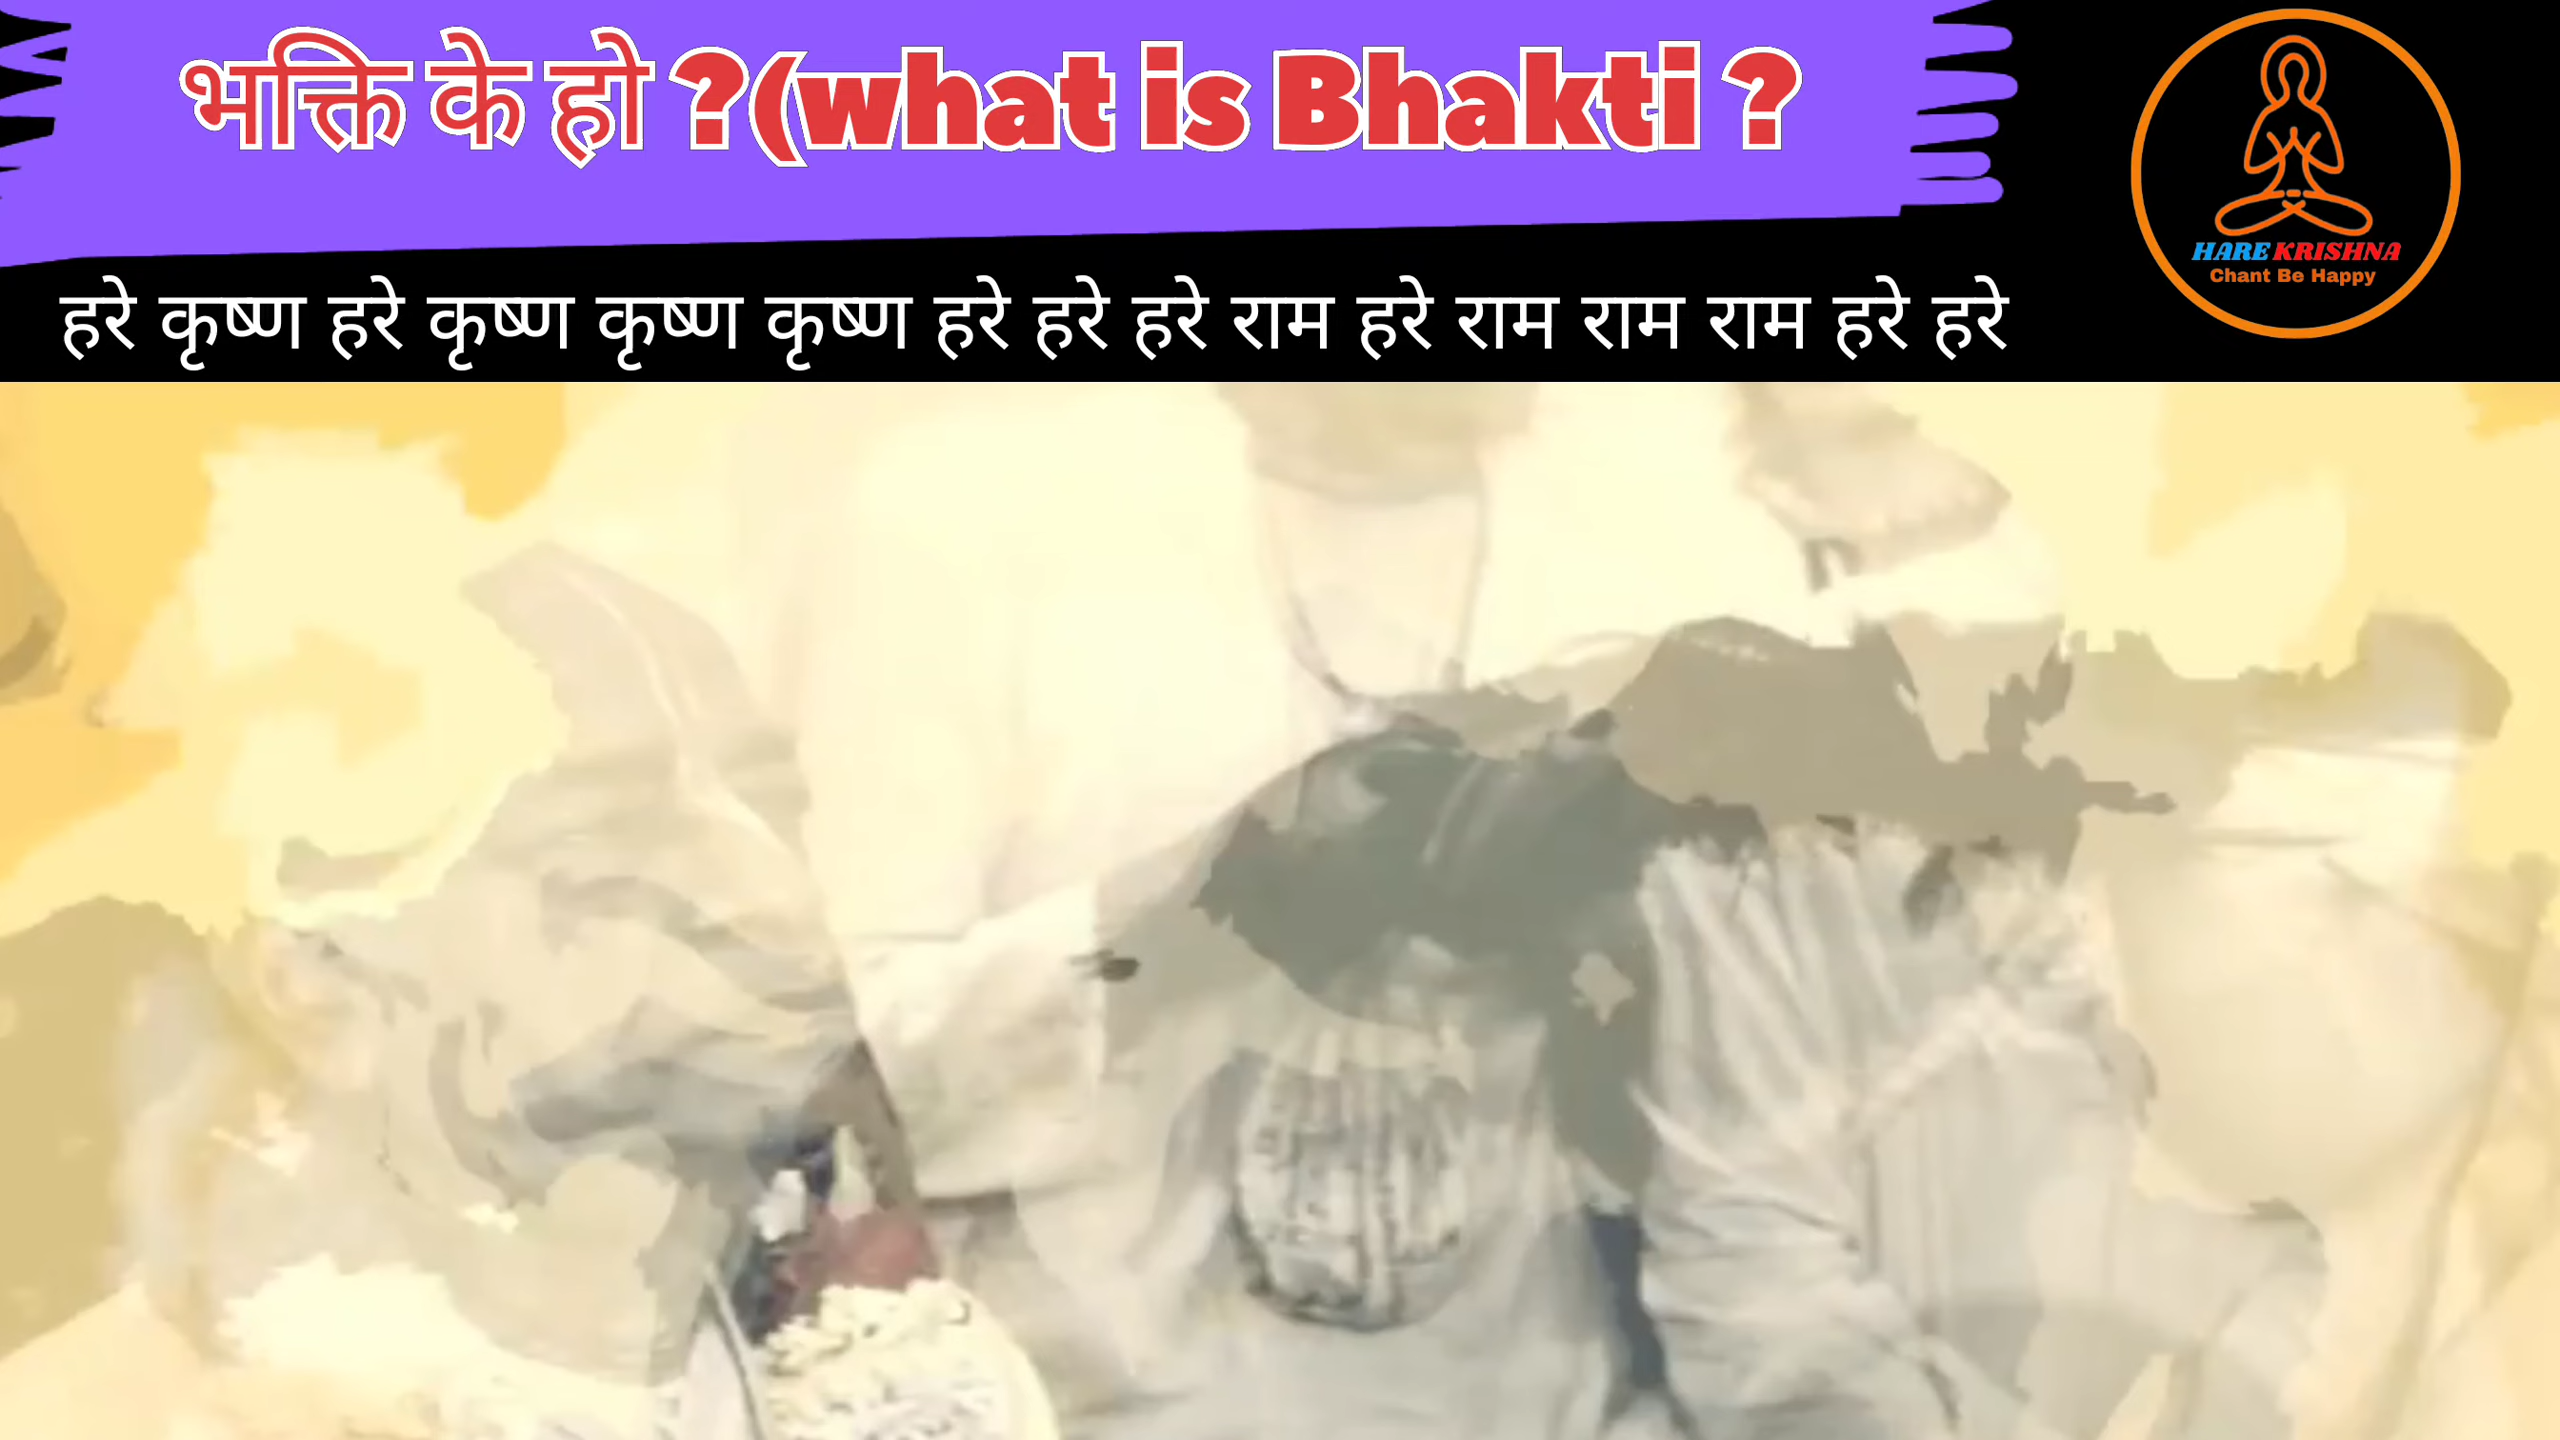 भक्ति के हो ?(what is Bhakti ?
HARE KRISHNA
Chant Be Happy
हरे कृष्ण हरे कृष्ण कृष्ण कृष्ण हरे हरे हरे राम हरे राम राम राम हरे हरे